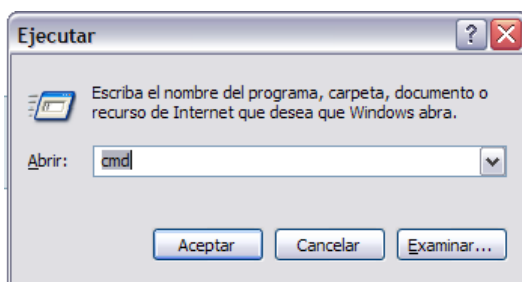 Ejecutar
Escriba el nombre del programa, carpeta, documento o
recurso de Internet que desea que Windows abra.
Abrir: cmd
Aceptar Cancelar Examinar...